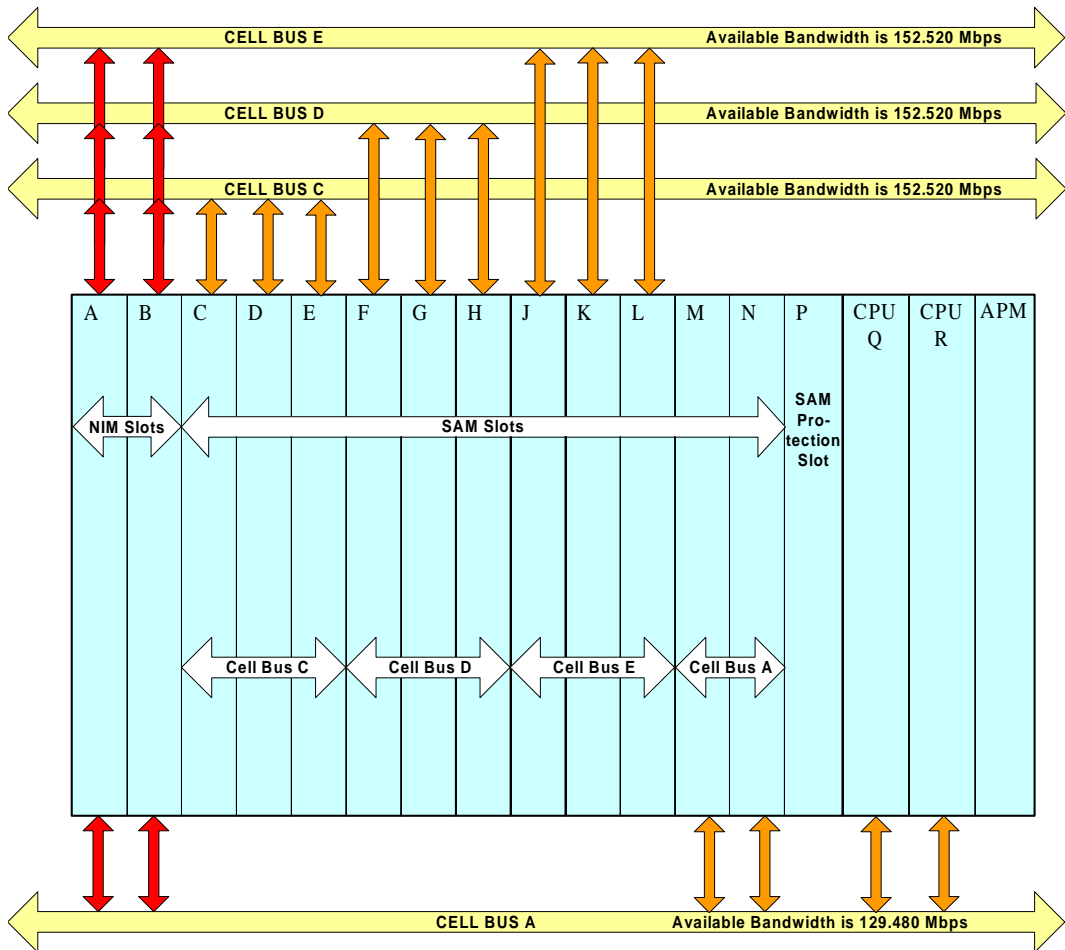 CELL BUS E Available Bandwidth is 152.520 Mbps
CELL BUS D Available Bandwidth is 152.520 Mbps
CELL BUS C Available Bandwidth is 152.520 Mbps
A B C D E F G H J K L M N P CPU Q CPU R APM
NIM Slots
SAM Slots
SAM
Pro-
tection
Slot
Cell Bus C Cell Bus D Cell Bus E Cell Bus A
CELL BUS A Available Bandwidth is 129.480 Mbps